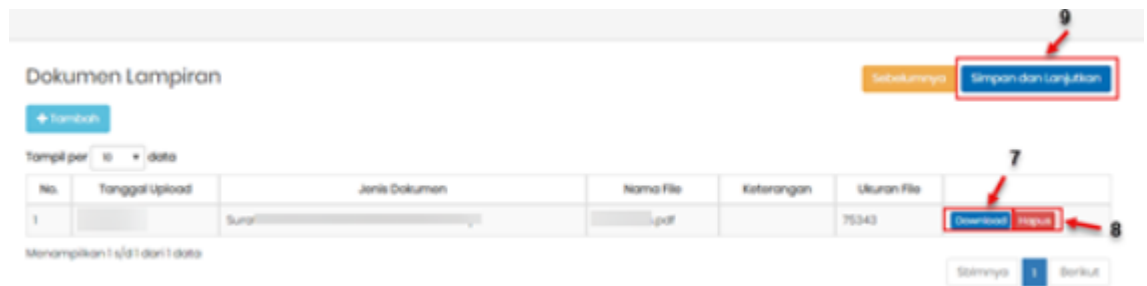 9
Dokumen Lampiran
Sebelumnya Simpan dan Lanjutkan
+ Tambah
Tampil per 10 data
7
No. Tanggal Upload Jenis Dokumen Nama File Keterangan Ukuran File
1 Surat .pdf 75343 Download Hapus
8
Menampilkan 1 s/d 1 dari 1 data
Sblmnya 1 Berikut